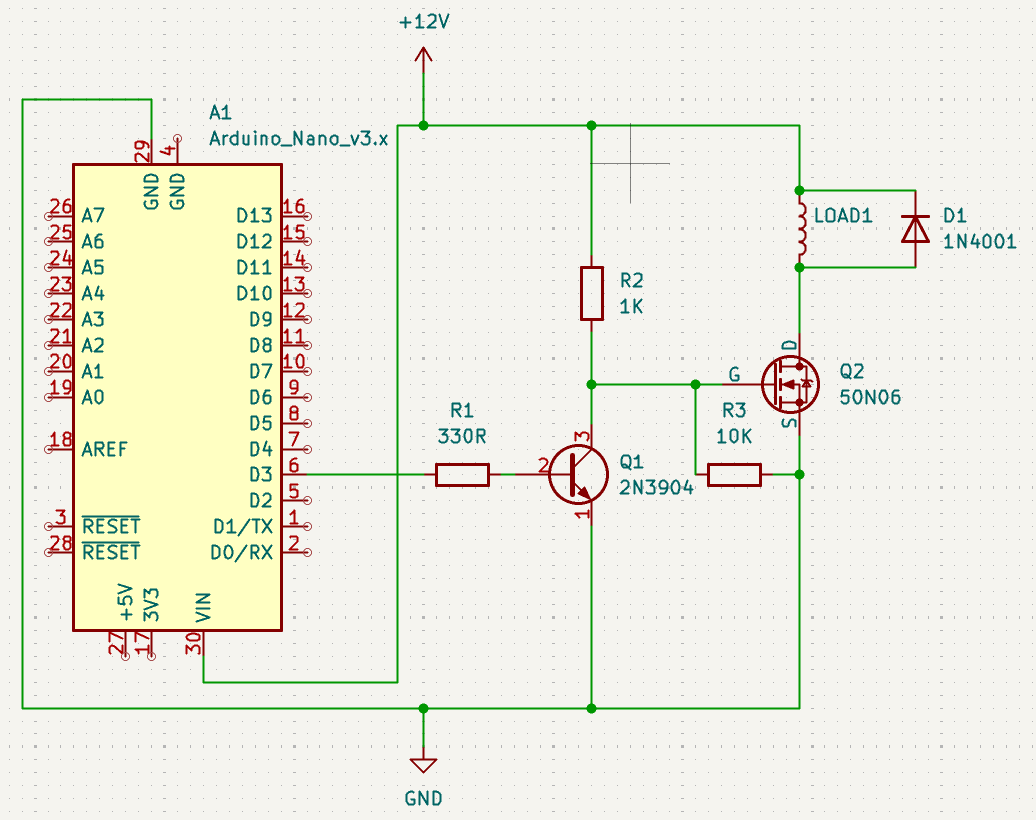 +12V
A1
Arduino_Nano_v3.x
29
4
GND
GND
26
A7
D13
16
25
A6
D12
15
24
A5
D11
14
23
A4
D10
13
22
A3
D9
12
21
A2
D8
11
20
A1
D7
10
19
A0
D6
9
D5
8
18
AREF
D4
7
D3
6
D2
5
3
RESET
D1/TX
1
28
RESET
D0/RX
2
+5V
3V3
VIN
27
17
30
R1
330R
R2
1K
3
2
1
Q1
2N3904
R3
10K
LOAD1
D1
1N4001
D
G
S
Q2
50N06
GND